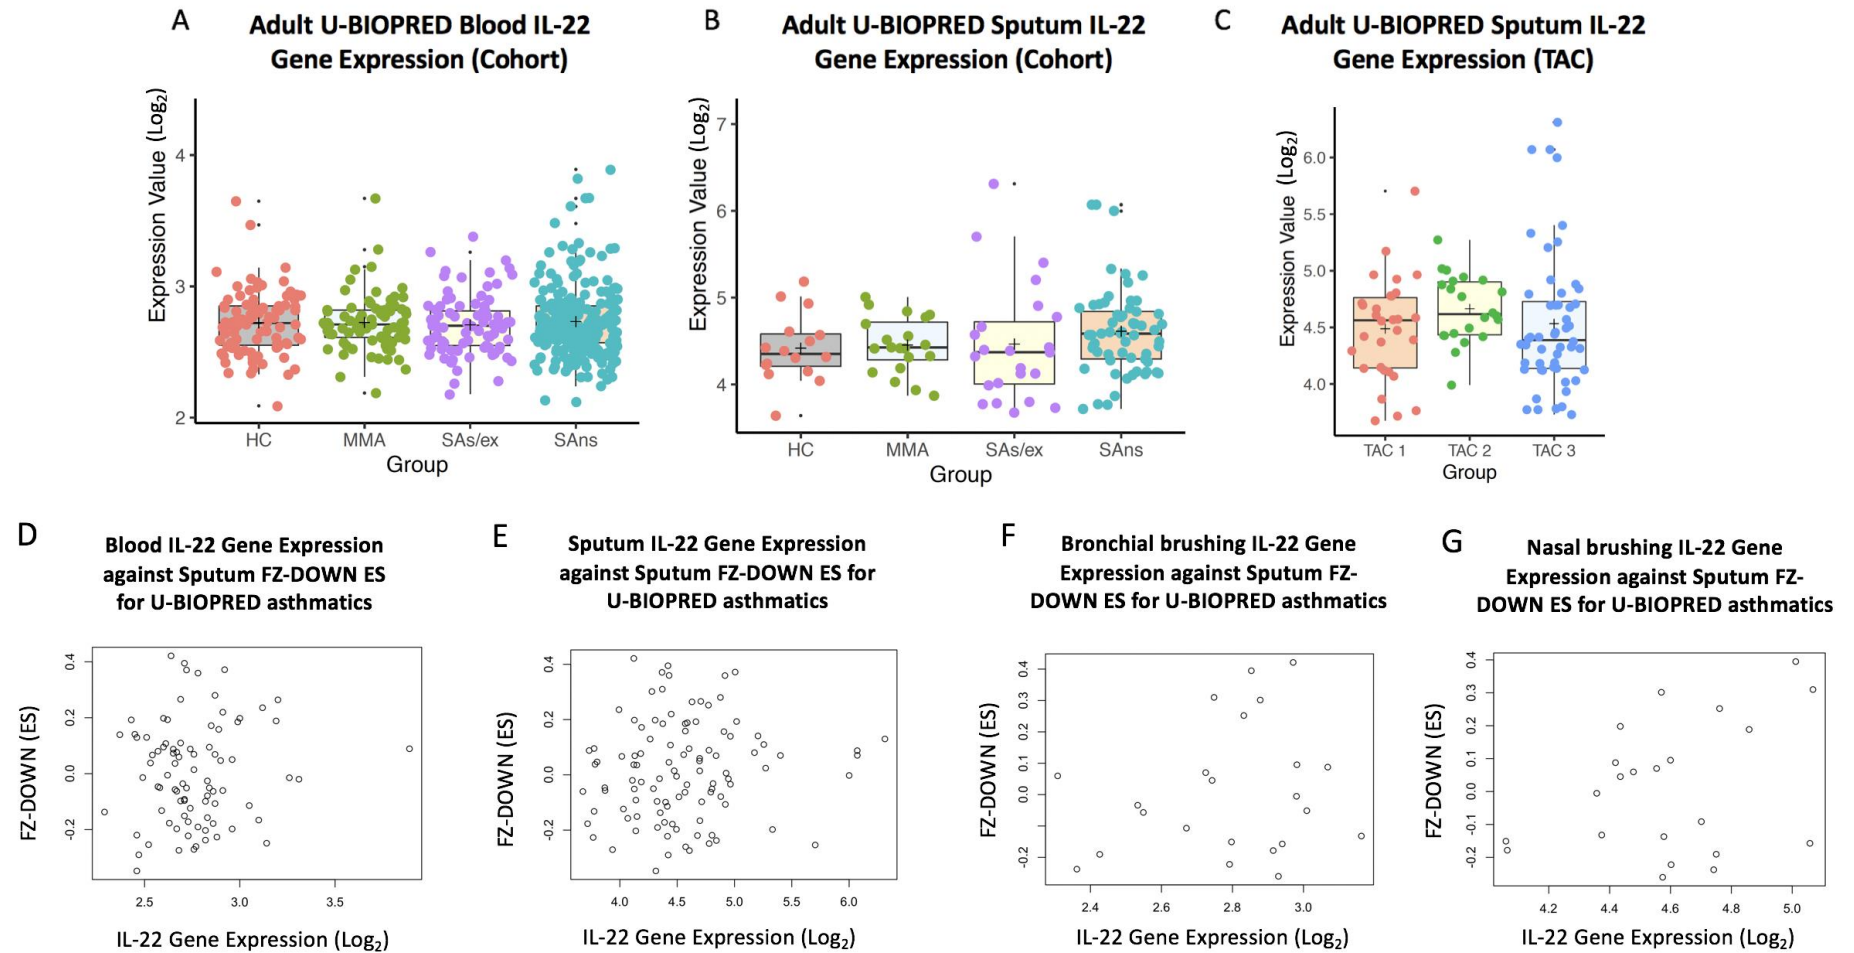 A
Adult U-BIOPRED Blood IL-22
Gene Expression (Cohort)
Expression Value (Log2)
4
3
2
HC MMA SAs/ex SAns
Group
B
Adult U-BIOPRED Sputum IL-22
Gene Expression (Cohort)
Expression Value (Log2)
7
6
5
4
HC MMA SAs/ex SAns
Group
C
Adult U-BIOPRED Sputum IL-22
Gene Expression (TAC)
Expression Value (Log2)
6.0
5.5
5.0
4.5
4.0
TAC 1 TAC 2 TAC 3
Group
D
Blood IL-22 Gene Expression
against Sputum FZ-DOWN ES
for U-BIOPRED asthmatics
FZ-DOWN (ES)
0.4
0.2
0.0
-0.2
2.5 3.0 3.5
IL-22 Gene Expression (Log2)
E
Sputum IL-22 Gene Expression
against Sputum FZ-DOWN ES for
U-BIOPRED asthmatics
FZ-DOWN (ES)
0.4
0.2
0.0
-0.2
4.0 4.5 5.0 5.5 6.0
IL-22 Gene Expression (Log2)
F
Bronchial brushing IL-22 Gene
Expression against Sputum FZ-
DOWN ES for U-BIOPRED asthmatics
FZ-DOWN (ES)
0.4
0.3
0.2
0.1
0.0
-0.2
2.4 2.6 2.8 3.0
IL-22 Gene Expression (Log2)
G
Nasal brushing IL-22 Gene
Expression against Sputum FZ-
DOWN ES for U-BIOPRED asthmatics
FZ-DOWN (ES)
0.4
0.3
0.2
0.1
0.0
-0.1
-0.2
4.2 4.4 4.6 4.8 5.0
IL-22 Gene Expression (Log2)